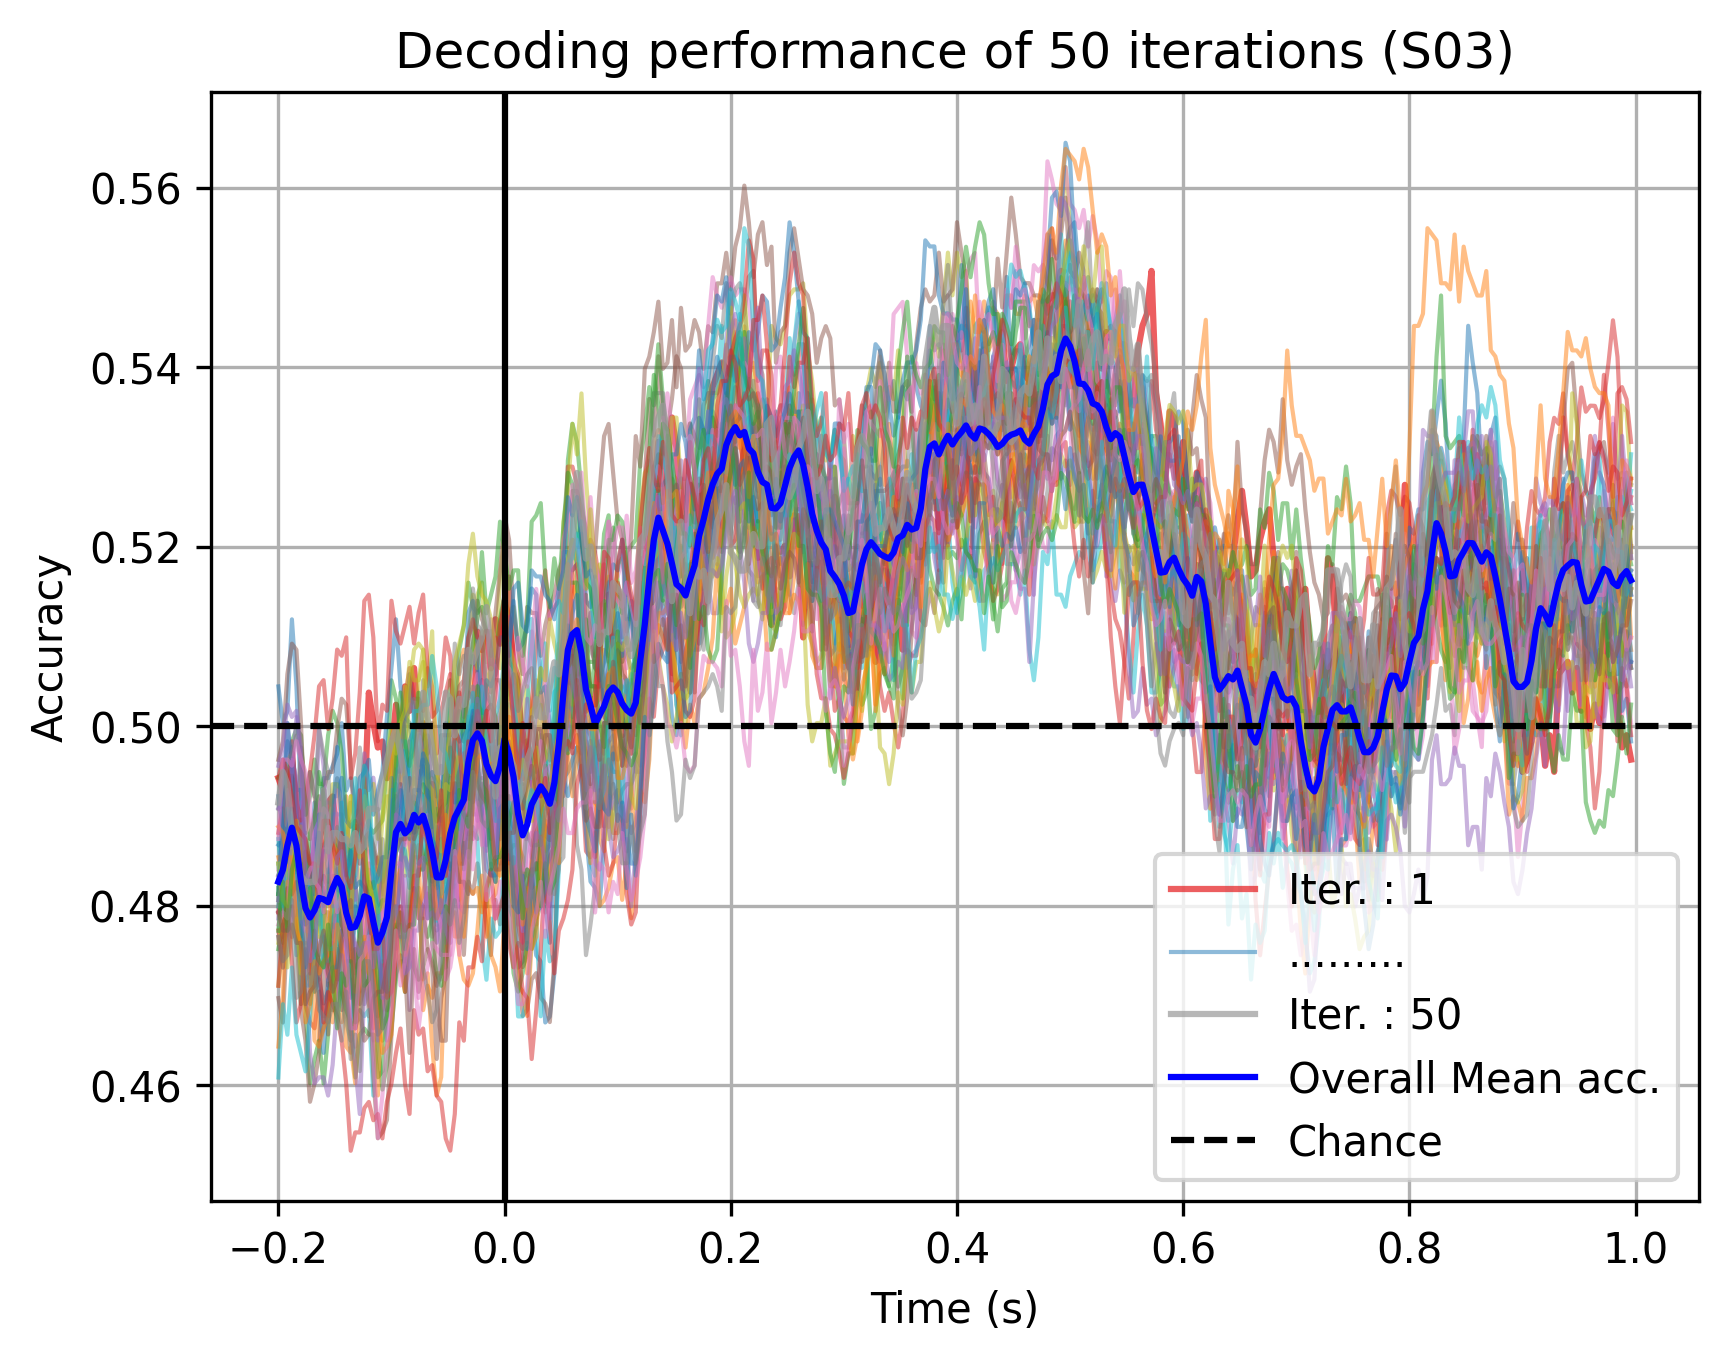 Decoding performance of 50 iterations (S03)
Accuracy
0.56
0.54
0.52
0.50
0.48
0.46
−0.2
0.0
0.2
0.4
0.6
0.8
1.0
Time (s)
Iter. : 1
.........
Iter. : 50
Overall Mean acc.
Chance